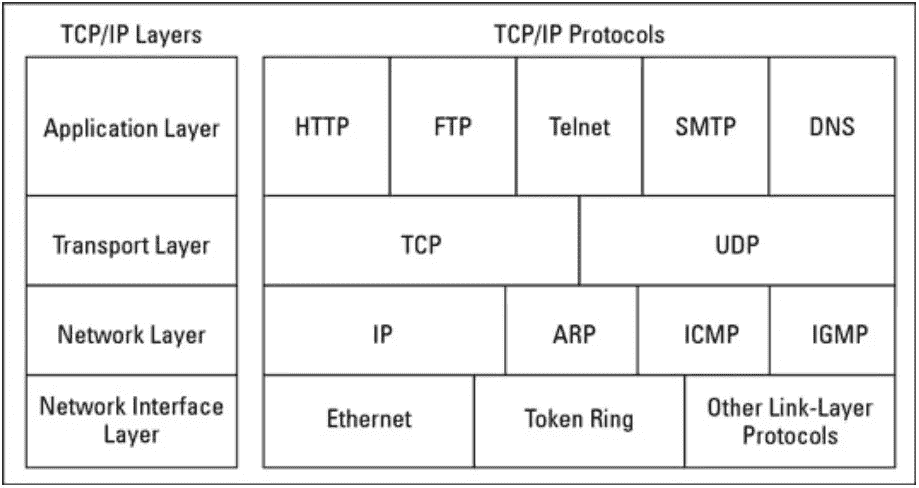 TCP/IP Layers
TCP/IP Protocols
Application Layer
HTTP
FTP
Telnet
SMTP
DNS
Transport Layer
TCP
UDP
Network Layer
IP
ARP
ICMP
IGMP
Network Interface
Layer
Ethernet
Token Ring
Other Link-Layer
Protocols